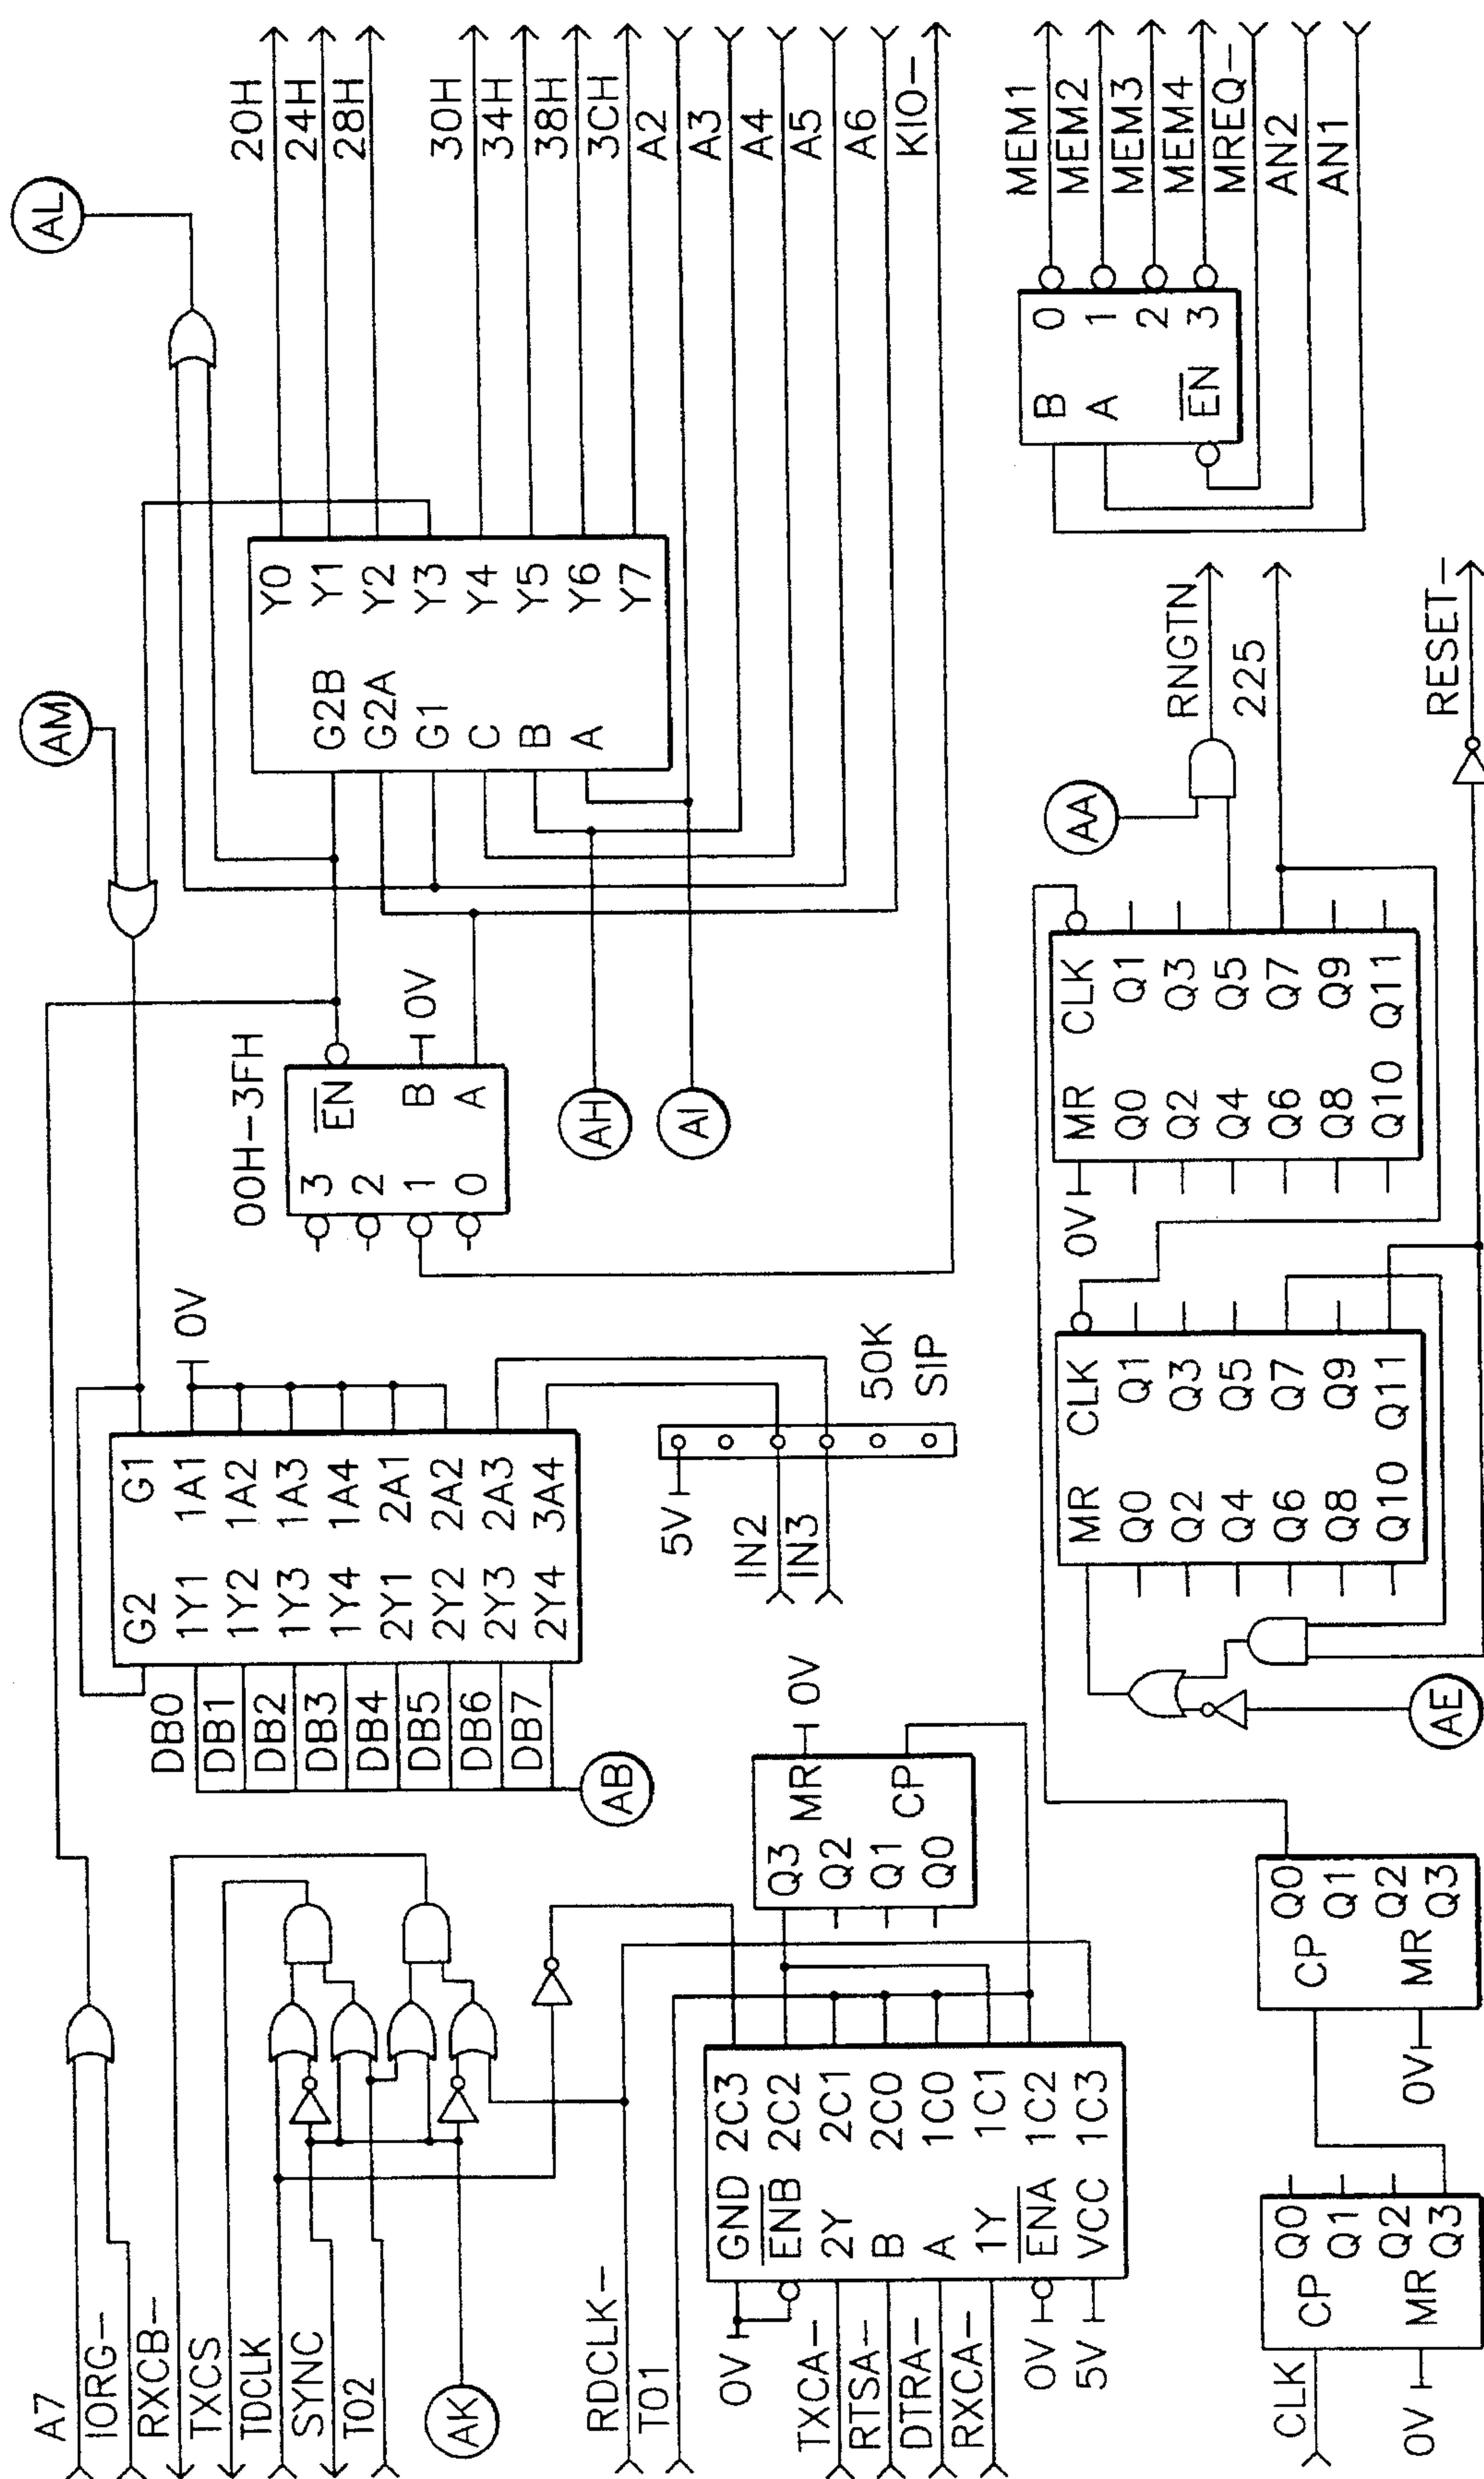 A7
IORG-
RXCB-
TXCS
TDCLK
SYNC
TO2
AK
RDCLK-
TO1
0V
TXCA-
RTSA-
DTRA-
RXCA-
0V
5V
GND 2C3
ENB 2C2
2Y 2C1
B 2C0
A 1C0
1Y 1C1
ENA 1C2
VCC 1C3
Q3 MR
Q2
Q1 CP
Q0
0V
DB0
DB1
DB2
DB3
DB4
DB5
DB6
DB7
AB
G2 G1
1Y1 1A1
1Y2 1A2
1Y3 1A3
1Y4 1A4
2Y1 2A1
2Y2 2A2
2Y3 2A3
2Y4 3A4
0V
5V
IN2
IN3
50K
SIP
00H-3FH
3 EN
2
1 B
0 A
0V
AH
AI
AM
AL
G2B
G2A
G1
C
B
A
Y0
Y1
Y2
Y3
Y4
Y5
Y6
Y7
20H
24H
28H
30H
34H
38H
3CH
A2
A3
A4
A5
A6
KIO-
CLK
0V
CP Q0
Q1
MR Q2
Q3
0V
CP Q0
Q1
MR Q2
Q3
AE
MR CLK
Q0 Q1
Q2 Q3
Q4 Q5
Q6 Q7
Q8 Q9
Q10 Q11
0V
MR CLK
Q0 Q1
Q2 Q3
Q4 Q5
Q6 Q7
Q8 Q9
Q10 Q11
AA
RNGTN
225
RESET-
B 0
A 1
2
EN 3
MEM1
MEM2
MEM3
MEM4
MREQ-
AN2
AN1